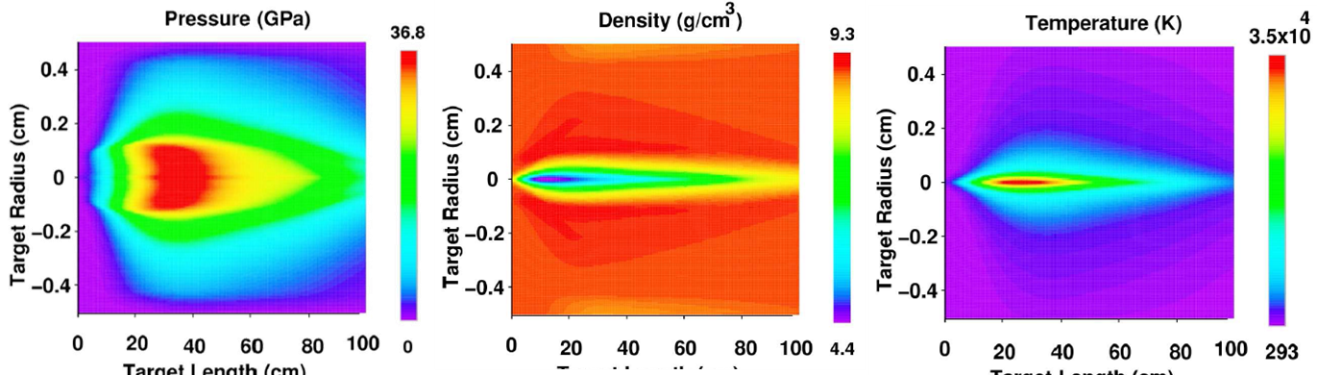 Pressure (GPa)
36.8
0.4
0.2
0
−0.2
−0.4
Target Radius (cm)
0 20 40 60 80 100
Target Length (cm)
0
Density (g/cm3)
9.3
0.4
0.2
0
−0.2
−0.4
Target Radius (cm)
0 20 40 60 80 100
4.4
Temperature (K)
3.5x10 4
0.4
0.2
0
−0.2
−0.4
Target Radius (cm)
0 20 40 60 80 100
Target Length (cm)
293